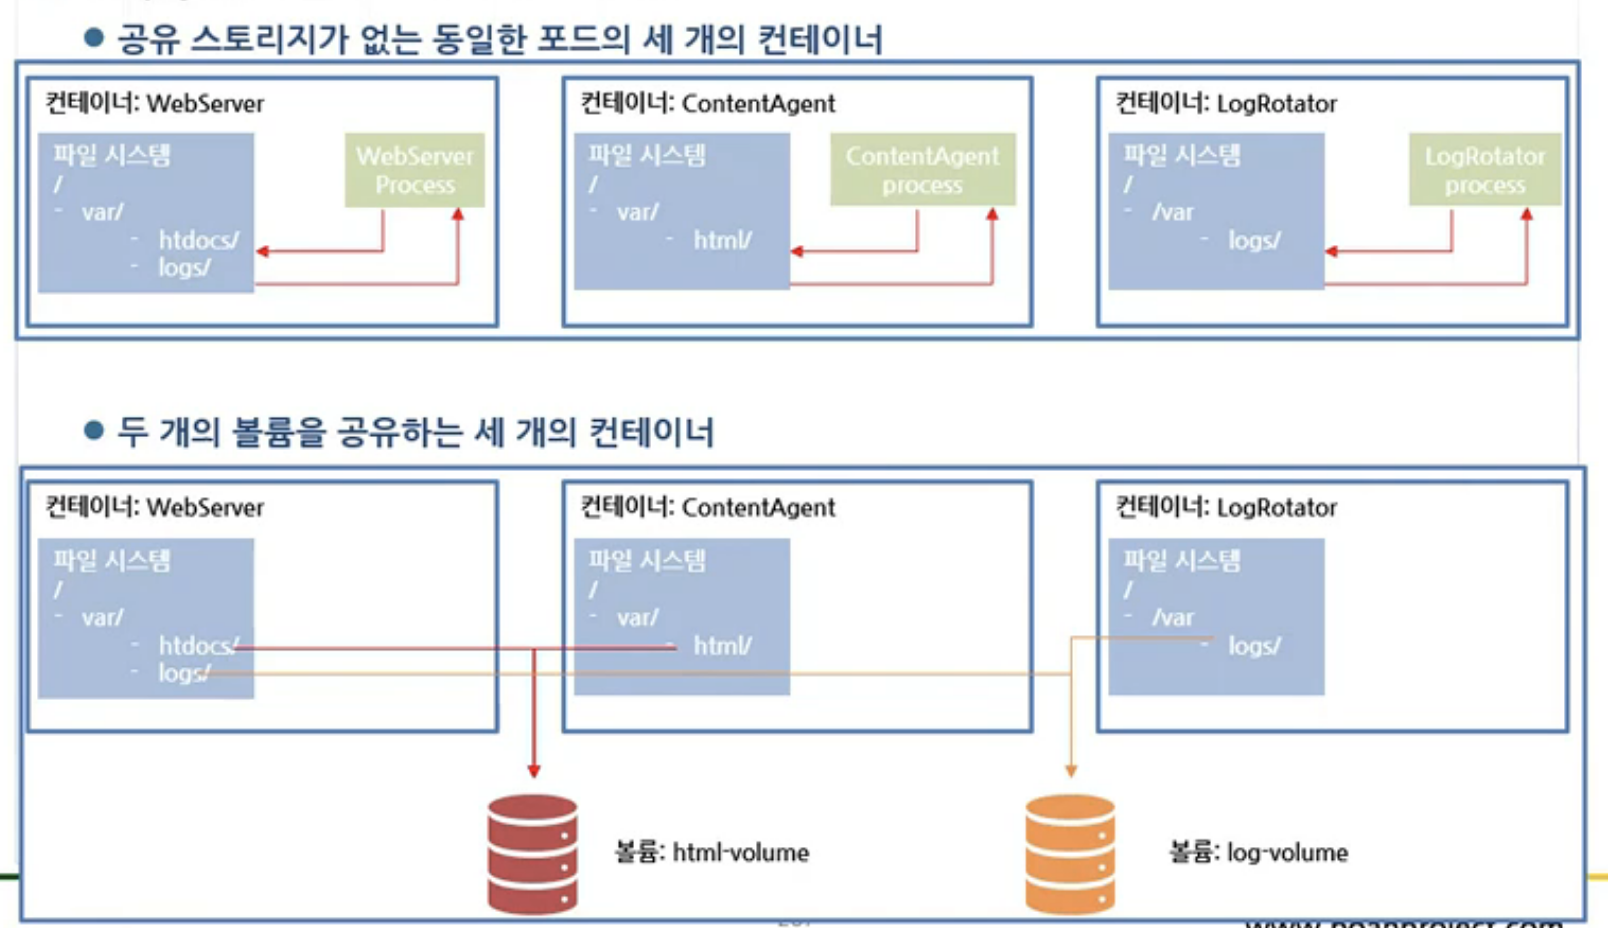 공유 스토리지가 없는 동일한 포드의 세 개의 컨테이너
컨테이너: WebServer
파일 시스템
/
- var/
- htdocs/
- logs/
WebServer
Process
컨테이너: ContentAgent
파일 시스템
/
- var/
- html/
ContentAgent
process
컨테이너: LogRotator
파일 시스템
/
- /var
- logs/
LogRotator
process
두 개의 볼륨을 공유하는 세 개의 컨테이너
컨테이너: WebServer
파일 시스템
/
- var/
- htdocs/
- logs/
컨테이너: ContentAgent
파일 시스템
/
- var/
- html/
컨테이너: LogRotator
파일 시스템
/
- /var
- logs/
볼륨: html-volume
볼륨: log-volume